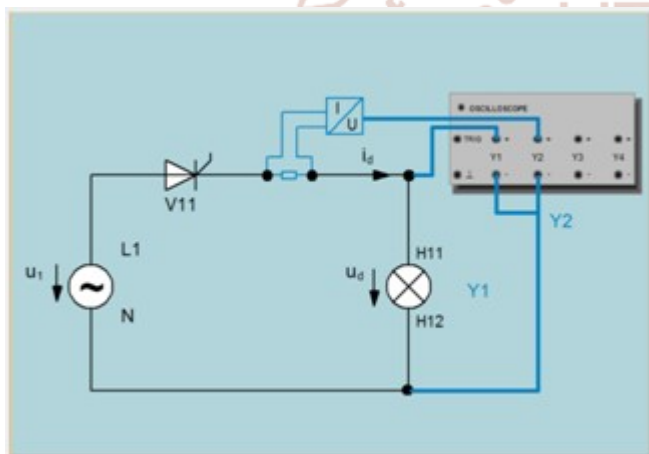 I
U
OSCILLOSCOPE
TRIG
Y1 Y2 Y3 Y4
V11
i_d
L1
u_1
N
u_d
H11
H12
Y2
Y1